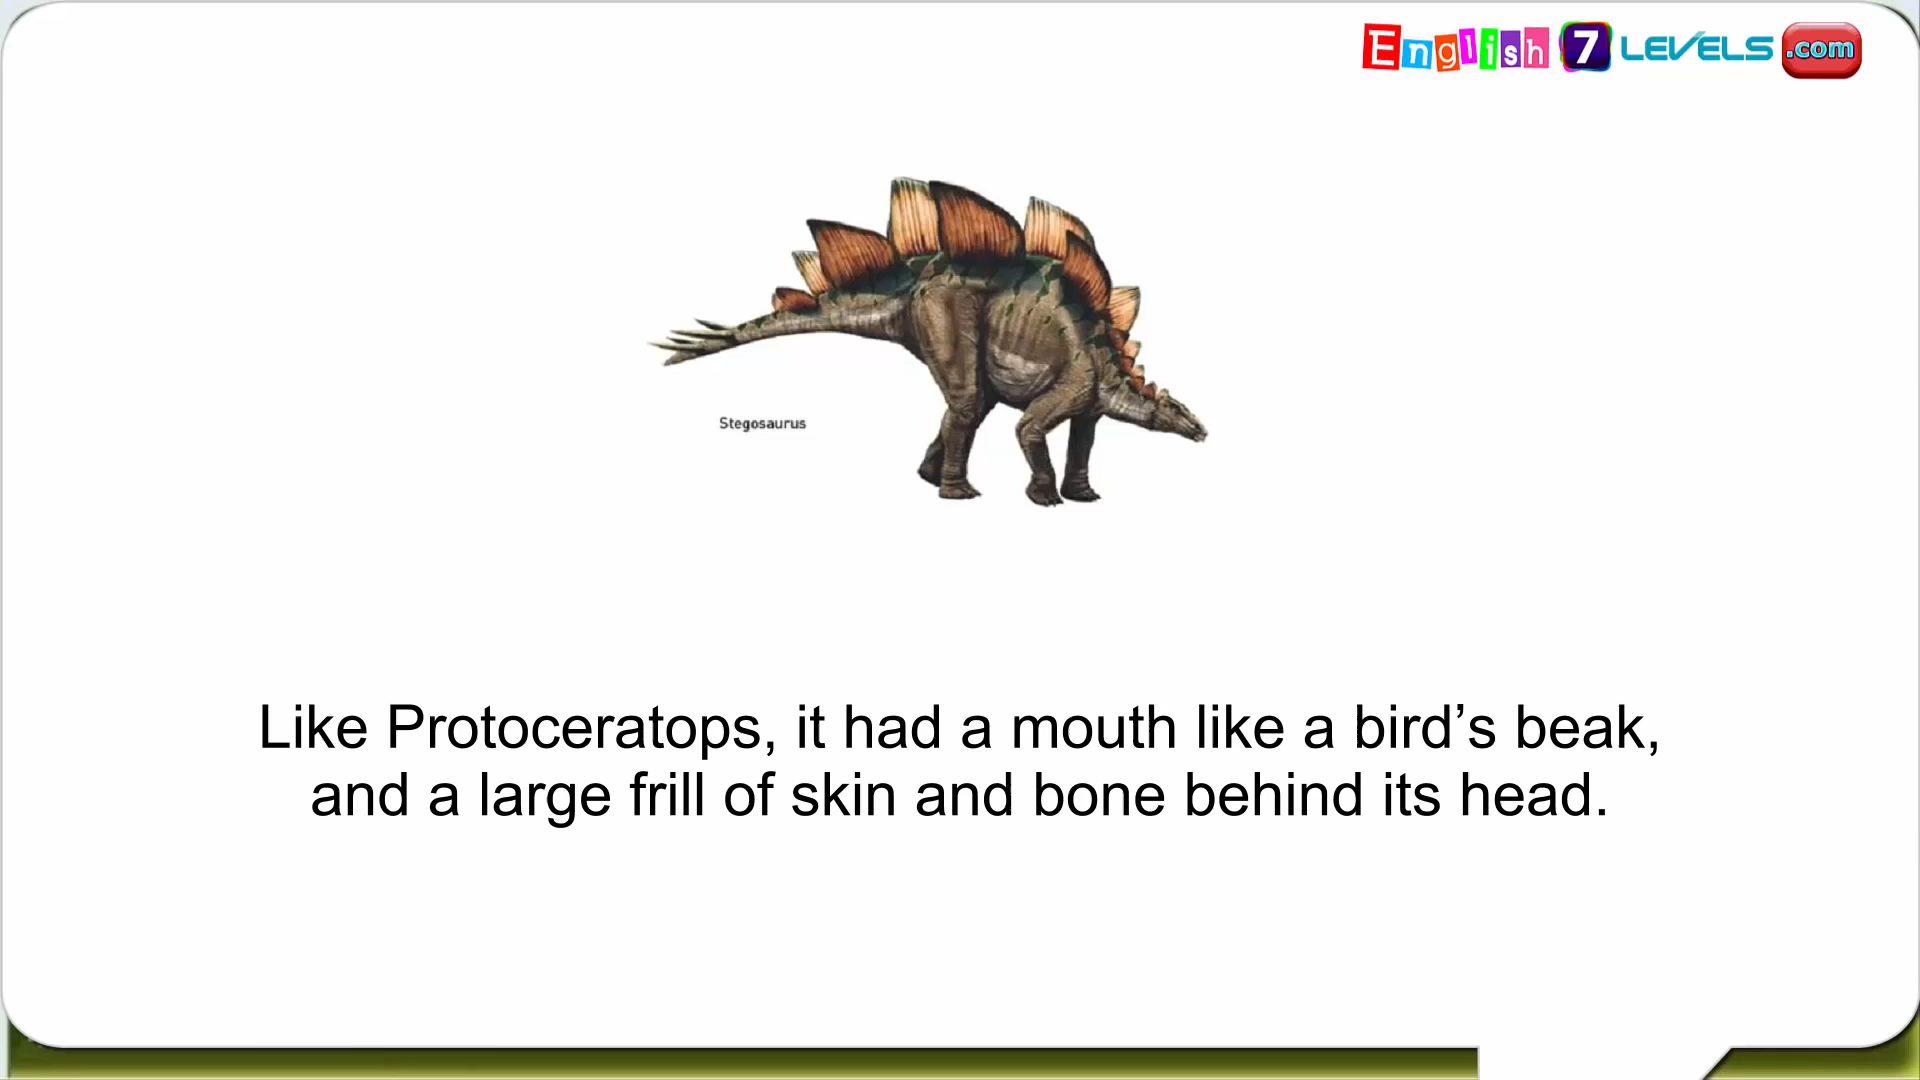 English 7 LEVELS .com
Stegosaurus
Like Protoceratops, it had a mouth like a bird’s beak,
and a large frill of skin and bone behind its head.